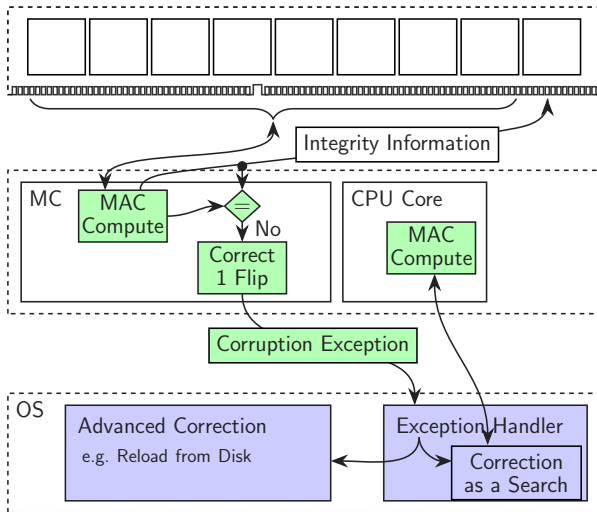 Integrity Information
MC
MAC
Compute
=
No
Correct
1 Flip
CPU Core
MAC
Compute
Corruption Exception
OS
Advanced Correction
e.g. Reload from Disk
Exception Handler
Correction
as a Search